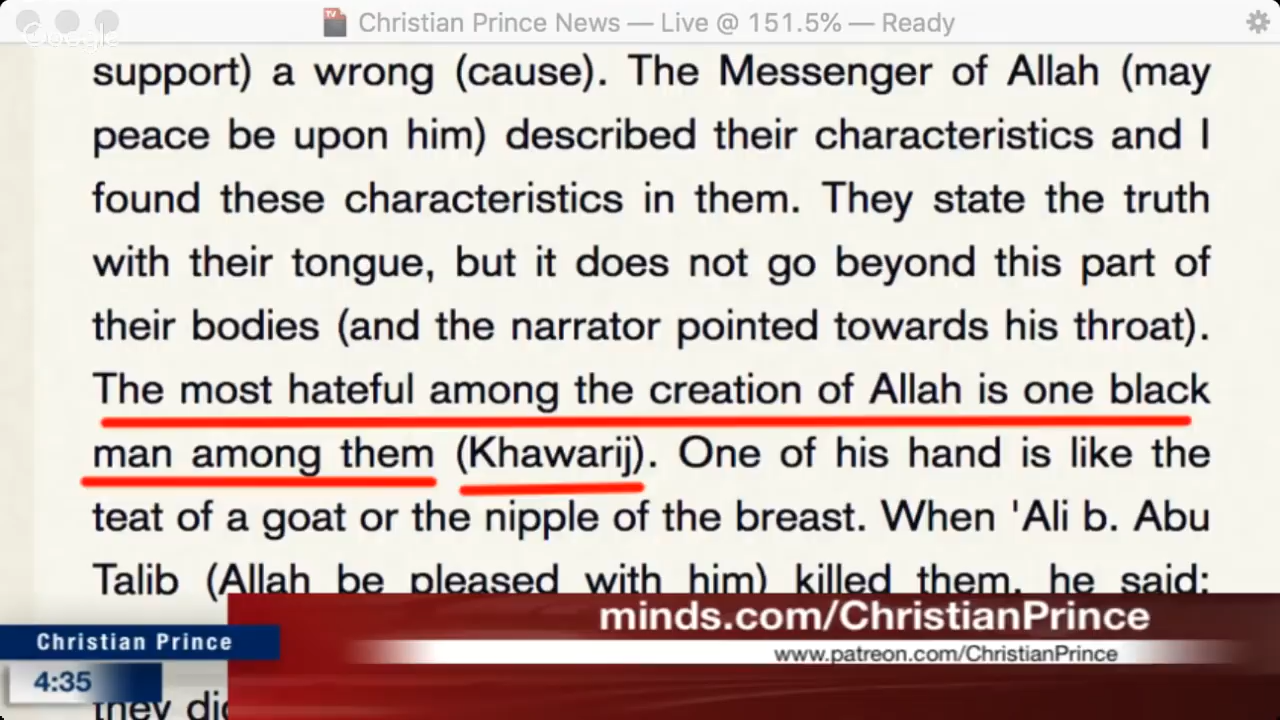 Christian Prince News — Live @ 151.5% — Ready
Google
support) a wrong (cause). The Messenger of Allah (may
peace be upon him) described their characteristics and I
found these characteristics in them. They state the truth
with their tongue, but it does not go beyond this part of
their bodies (and the narrator pointed towards his throat).
The most hateful among the creation of Allah is one black
man among them (Khawarij). One of his hand is like the
teat of a goat or the nipple of the breast. When 'Ali b. Abu
Talib (Allah be pleased with him) killed them, he said:
minds.com/ChristianPrince
Christian Prince
www.patreon.com/ChristianPrince
4:35
they